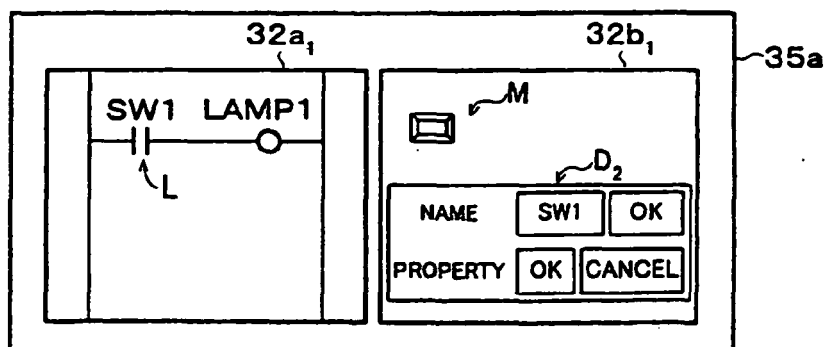 32a₁ 32b₁ 35a
SW1 LAMP1
M
L
D₂
NAME SW1 OK
PROPERTY OK CANCEL